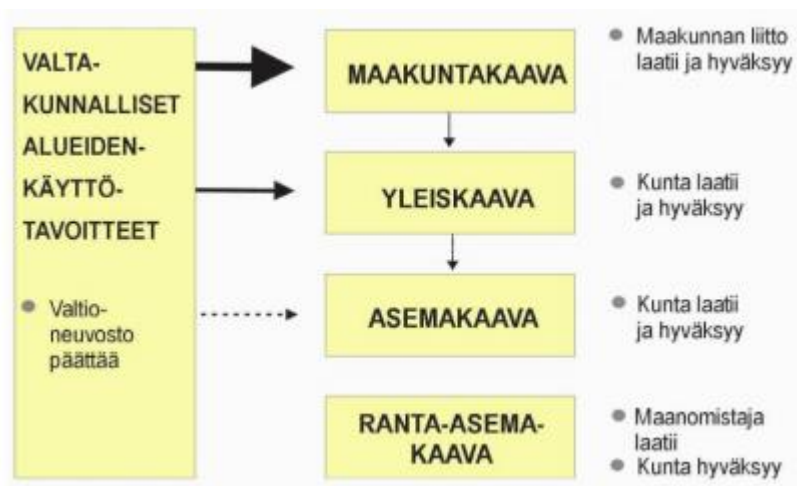 VALTA-
KUNNALLISET
ALUEIDEN-
KÄYTTÖ-
TAVOITTEET
Valtio-
neuvosto
päättää
MAAKUNTAKAAVA
Maakunnan liitto
laatii ja hyväksyy
YLEISKAAVA
Kunta laatii
ja hyväksyy
ASEMAKAAVA
Kunta laatii
ja hyväksyy
RANTA-ASEMA-
KAAVA
Maanomistaja
laatii
Kunta hyväksyy